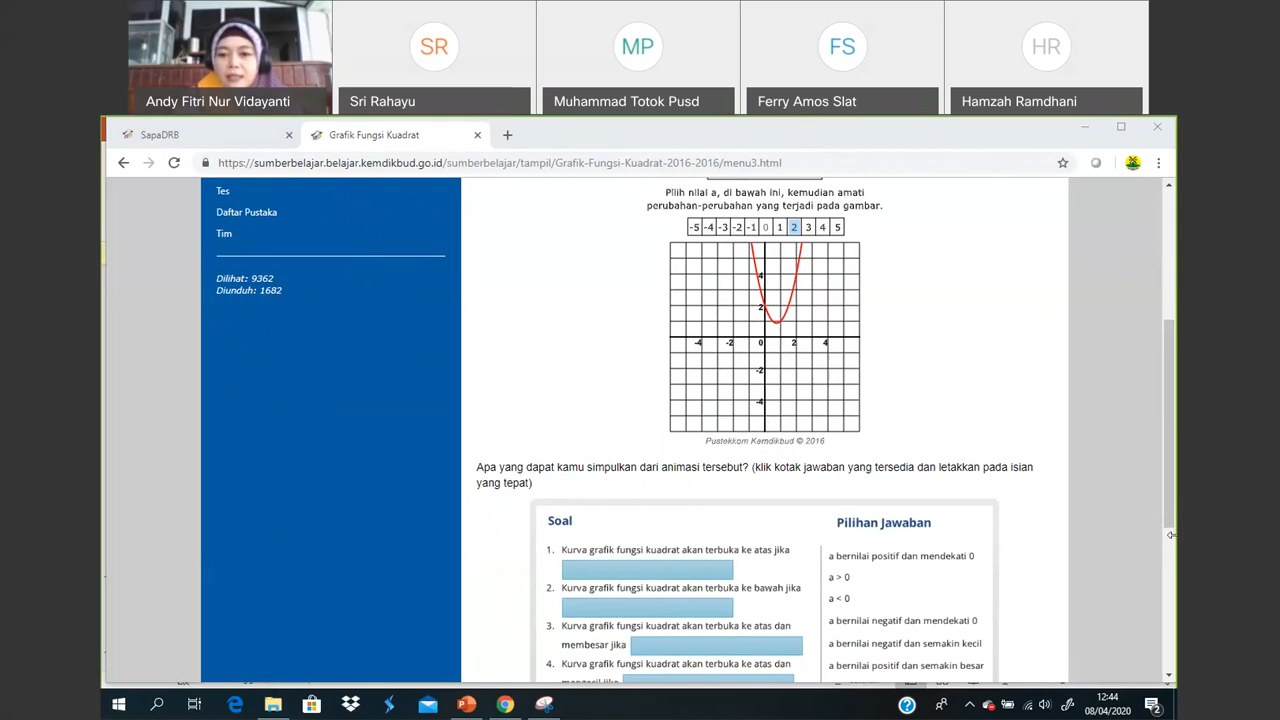 SR
MP
FS
HR
Andy Fitri Nur Vidayanti
Sri Rahayu
Muhammad Totok Pusd
Ferry Amos Slat
Hamzah Ramdhani
SapaDRB
Grafik Fungsi Kuadrat
https://sumberbelajar.belajar.kemdikbud.go.id/sumberbelajar/tampil/Grafik-Fungsi-Kuadrat-2016-2016/menu3.html
Tes
Daftar Pustaka
Tim
Dilihat: 9362
Diunduh: 1682
Pilih nilai a, di bawah ini, kemudian amati
perubahan-perubahan yang terjadi pada gambar.
-5 -4 -3 -2 -1 0 1 2 3 4 5
4
2
-4 -2 0 2 4
-2
-4
Pustekkom Kemdikbud © 2016
Apa yang dapat kamu simpulkan dari animasi tersebut? (klik kotak jawaban yang tersedia dan letakkan pada isian
yang tepat)
Soal
1. Kurva grafik fungsi kuadrat akan terbuka ke atas jika
2. Kurva grafik fungsi kuadrat akan terbuka ke bawah jika
3. Kurva grafik fungsi kuadrat akan terbuka ke atas dan
membesar jika
4. Kurva grafik fungsi kuadrat akan terbuka ke atas dan
Pilihan Jawaban
a bernilai positif dan mendekati 0
a > 0
a < 0
a bernilai negatif dan mendekati 0
a bernilai negatif dan semakin kecil
a bernilai positif dan semakin besar
12:44
08/04/2020
2